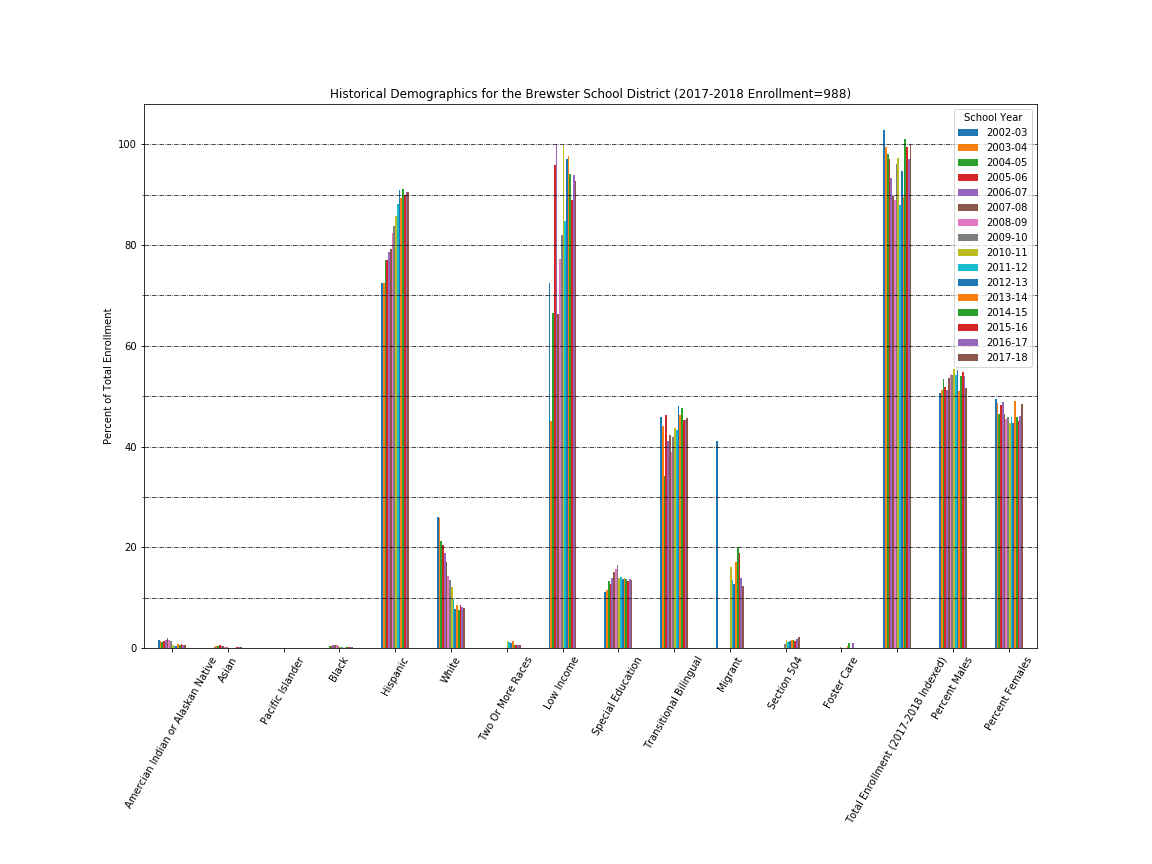 Historical Demographics for the Brewster School District (2017-2018 Enrollment=988)
Percent of Total Enrollment
100
80
60
40
20
0
School Year
2002-03
2003-04
2004-05
2005-06
2006-07
2007-08
2008-09
2009-10
2010-11
2011-12
2012-13
2013-14
2014-15
2015-16
2016-17
2017-18
Amercian Indian or Alaskan Native
Asian
Pacific Islander
Black
Hispanic
White
Two Or More Races
Low Income
Special Education
Transitional Bilingual
Migrant
Section 504
Foster Care
Total Enrollment (2017-2018 Indexed)
Percent Males
Percent Females